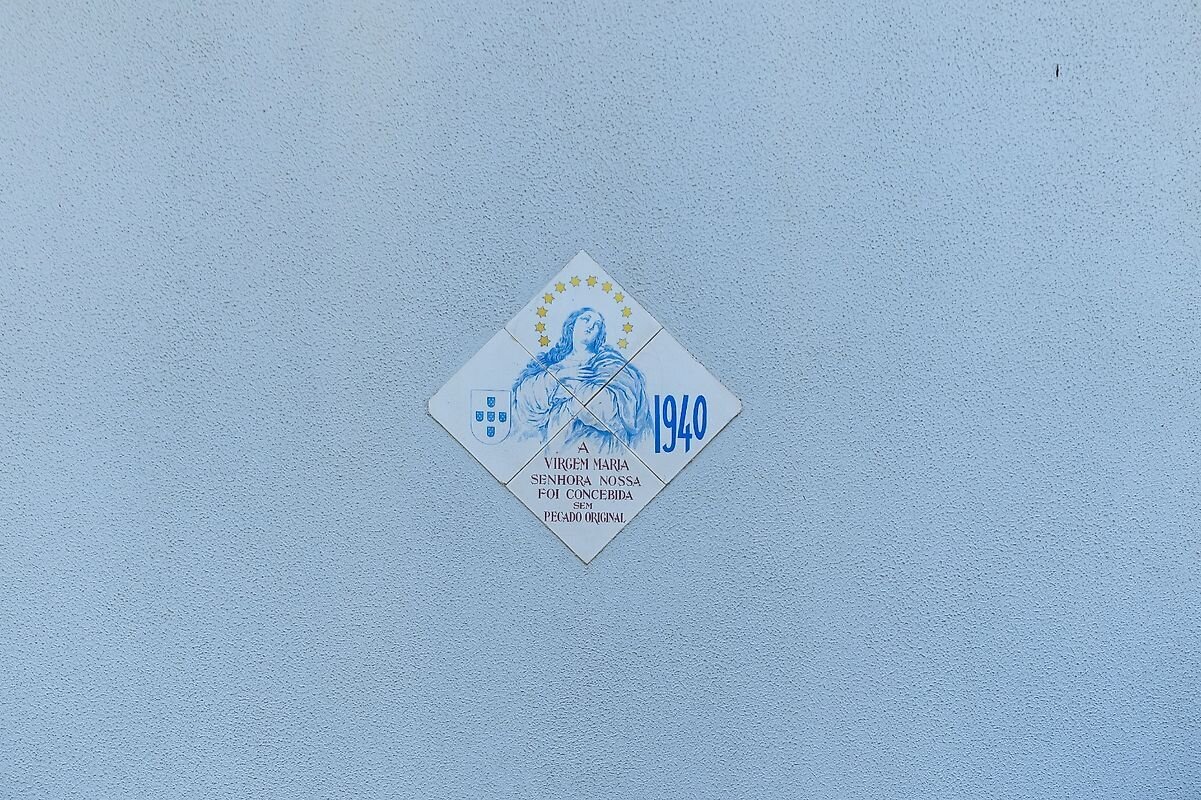 1940
A
VIRGEM MARIA
SENHORA NOSSA
FOI CONCEBIDA
SEM
PECADO ORIGINAL